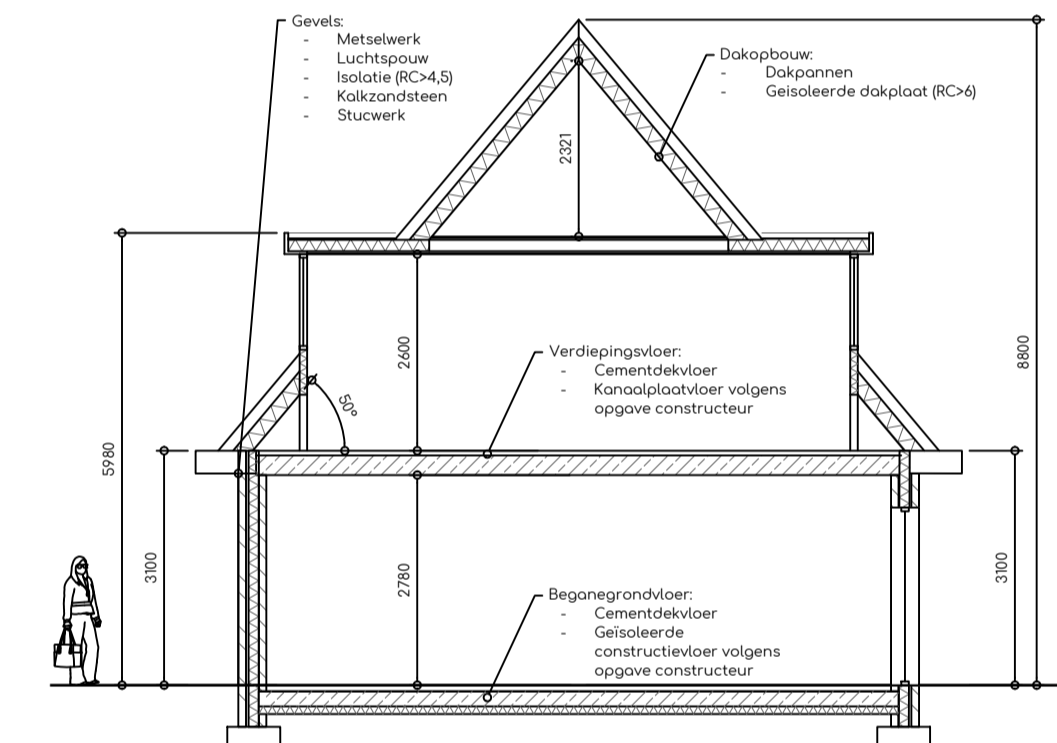 Gevels:
- Metselwerk
- Luchtspouw
- Isolatie (RC>4,5)
- Kalkzandsteen
- Stucwerk
Dakopbouw:
- Dakpannen
- Geisoleerde dakplaat (RC>6)
2321
2600
8800
Verdiepingsvloer:
- Cementdekvloer
- Kanaalplaatvloer volgens
opgave constructeur
50°
5980
3100
2780
3100
Beganegrondvloer:
- Cementdekvloer
- Geïsoleerde
constructievloer volgens
opgave constructeur